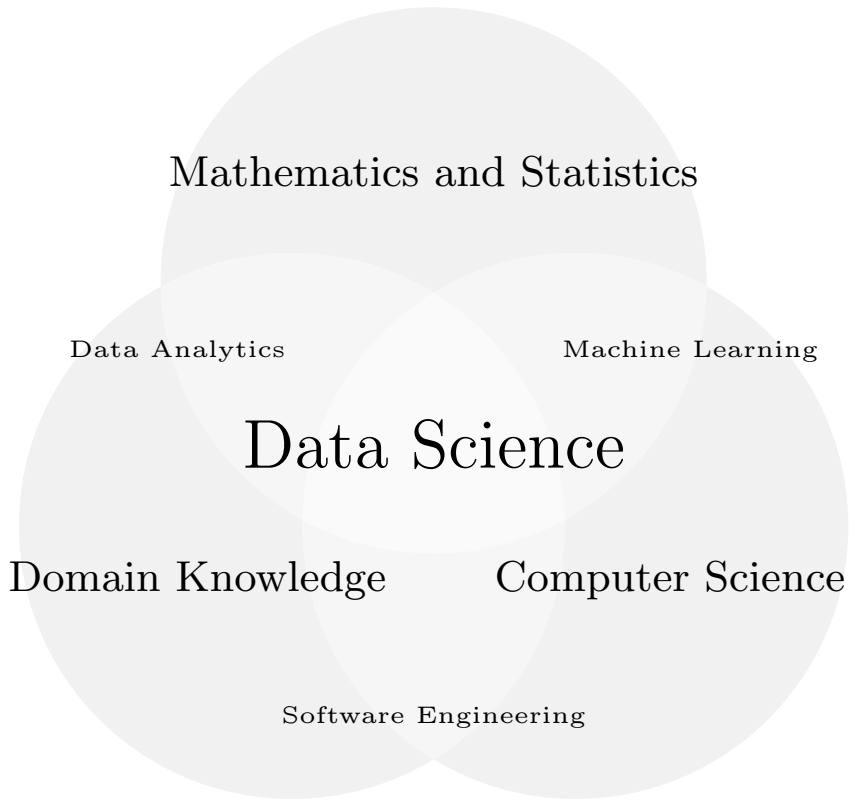 Mathematics and Statistics
Data Analytics
Machine Learning
Data Science
Domain Knowledge
Computer Science
Software Engineering